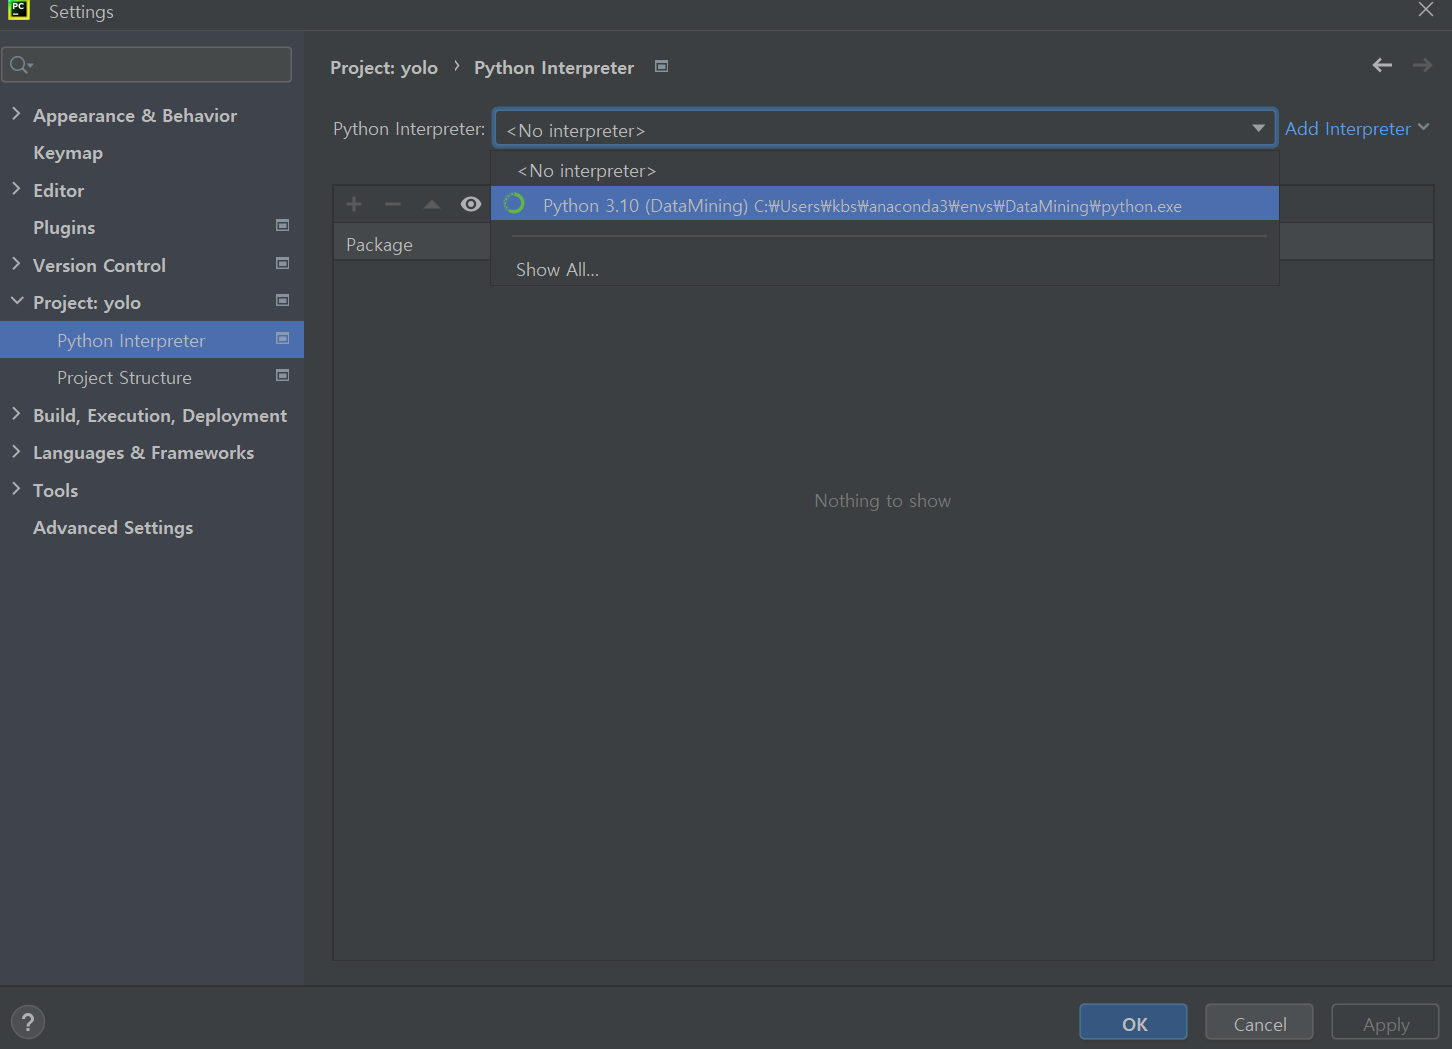 PC
Settings
Project: yolo › Python Interpreter
Appearance & Behavior
Keymap
Editor
Plugins
Version Control
Project: yolo
Python Interpreter
Project Structure
Build, Execution, Deployment
Languages & Frameworks
Tools
Advanced Settings
Python Interpreter: <No interpreter> Add Interpreter
<No interpreter>
Python 3.10 (DataMining) C:₩Users₩kbs₩anaconda3₩envs₩DataMining₩python.exe
Show All...
Package
Nothing to show
?
OK Cancel Apply